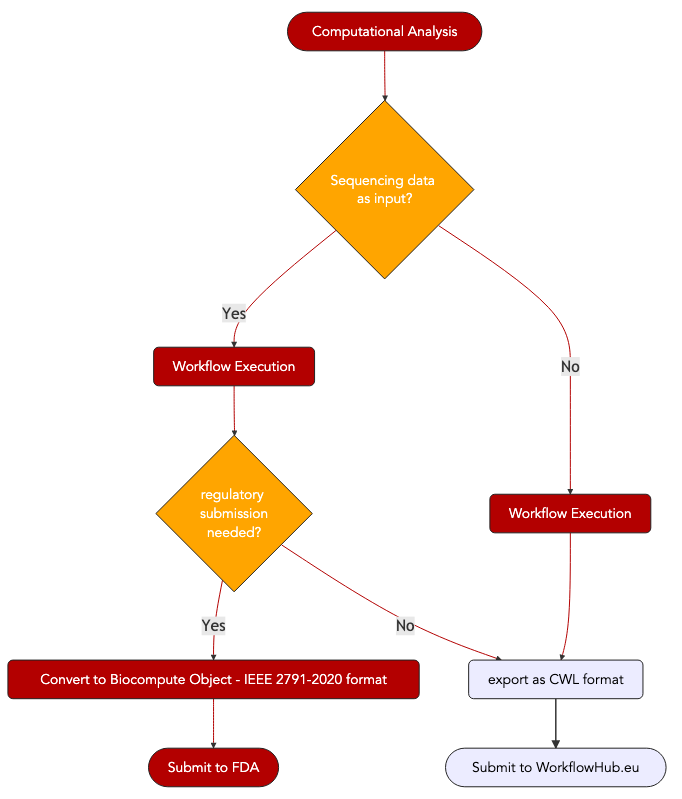 Computational Analysis
Sequencing data
as input?
Yes
No
Workflow Execution
regulatory
submission
needed?
Workflow Execution
Yes
No
Convert to Biocompute Object - IEEE 2791-2020 format
export as CWL format
Submit to FDA
Submit to WorkflowHub.eu